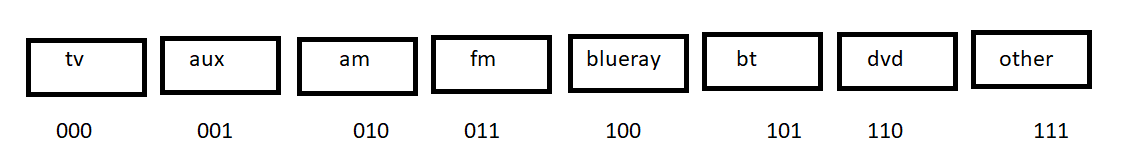 tv aux am fm blueray bt dvd other
000 001 010 011 100 101 110 111